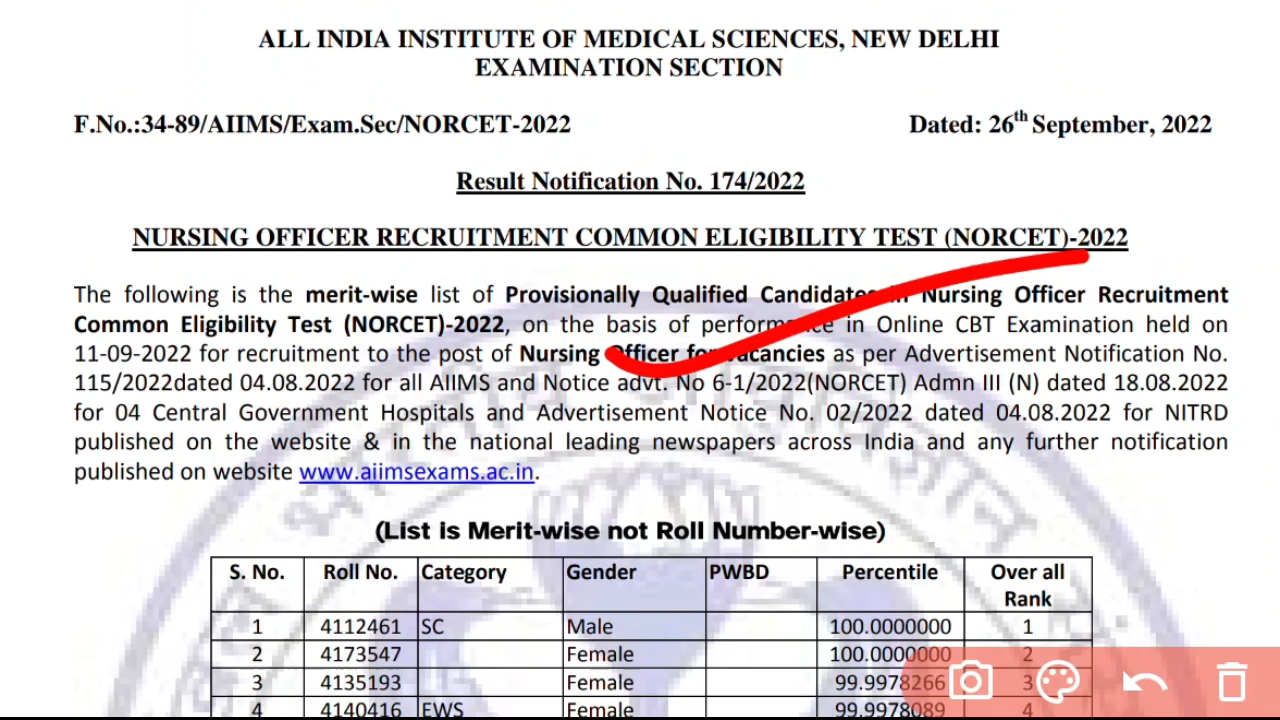 ALL INDIA INSTITUTE OF MEDICAL SCIENCES, NEW DELHI
EXAMINATION SECTION
F.No.:34-89/AIIMS/Exam.Sec/NORCET-2022 Dated: 26th September, 2022
Result Notification No. 174/2022
NURSING OFFICER RECRUITMENT COMMON ELIGIBILITY TEST (NORCET)-2022
The following is the merit-wise list of Provisionally Qualified Candidates in Nursing Officer Recruitment
Common Eligibility Test (NORCET)-2022, on the basis of performance in Online CBT Examination held on
11-09-2022 for recruitment to the post of Nursing Officer for vacancies as per Advertisement Notification No.
115/2022dated 04.08.2022 for all AIIMS and Notice advt. No 6-1/2022(NORCET) Admn III (N) dated 18.08.2022
for 04 Central Government Hospitals and Advertisement Notice No. 02/2022 dated 04.08.2022 for NITRD
published on the website & in the national leading newspapers across India and any further notification
published on website www.aiimsexams.ac.in.
(List is Merit-wise not Roll Number-wise)
S. No. Roll No. Category Gender PWBD Percentile Over all
Rank
1 4112461 SC Male 100.0000000 1
2 4173547 Female 100.0000000 2
3 4135193 Female 99.9978266 3
4 4140416 EWS Female 99.9978089 4